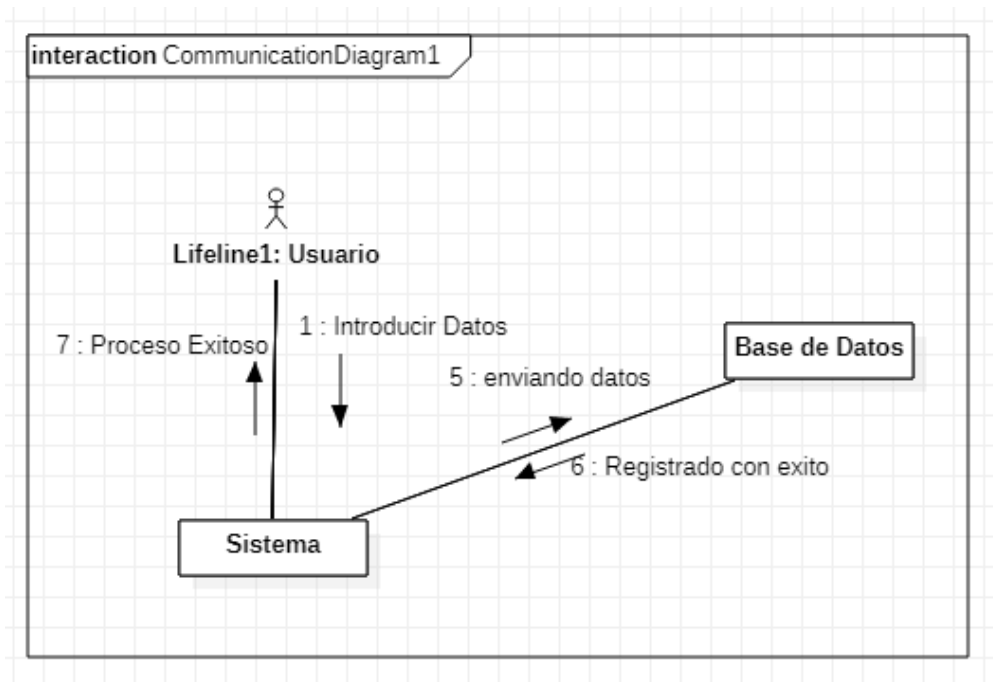 interaction CommunicationDiagram1
Lifeline1: Usuario
1 : Introducir Datos
7 : Proceso Exitoso
Base de Datos
5 : enviando datos
6 : Registrado con exito
Sistema